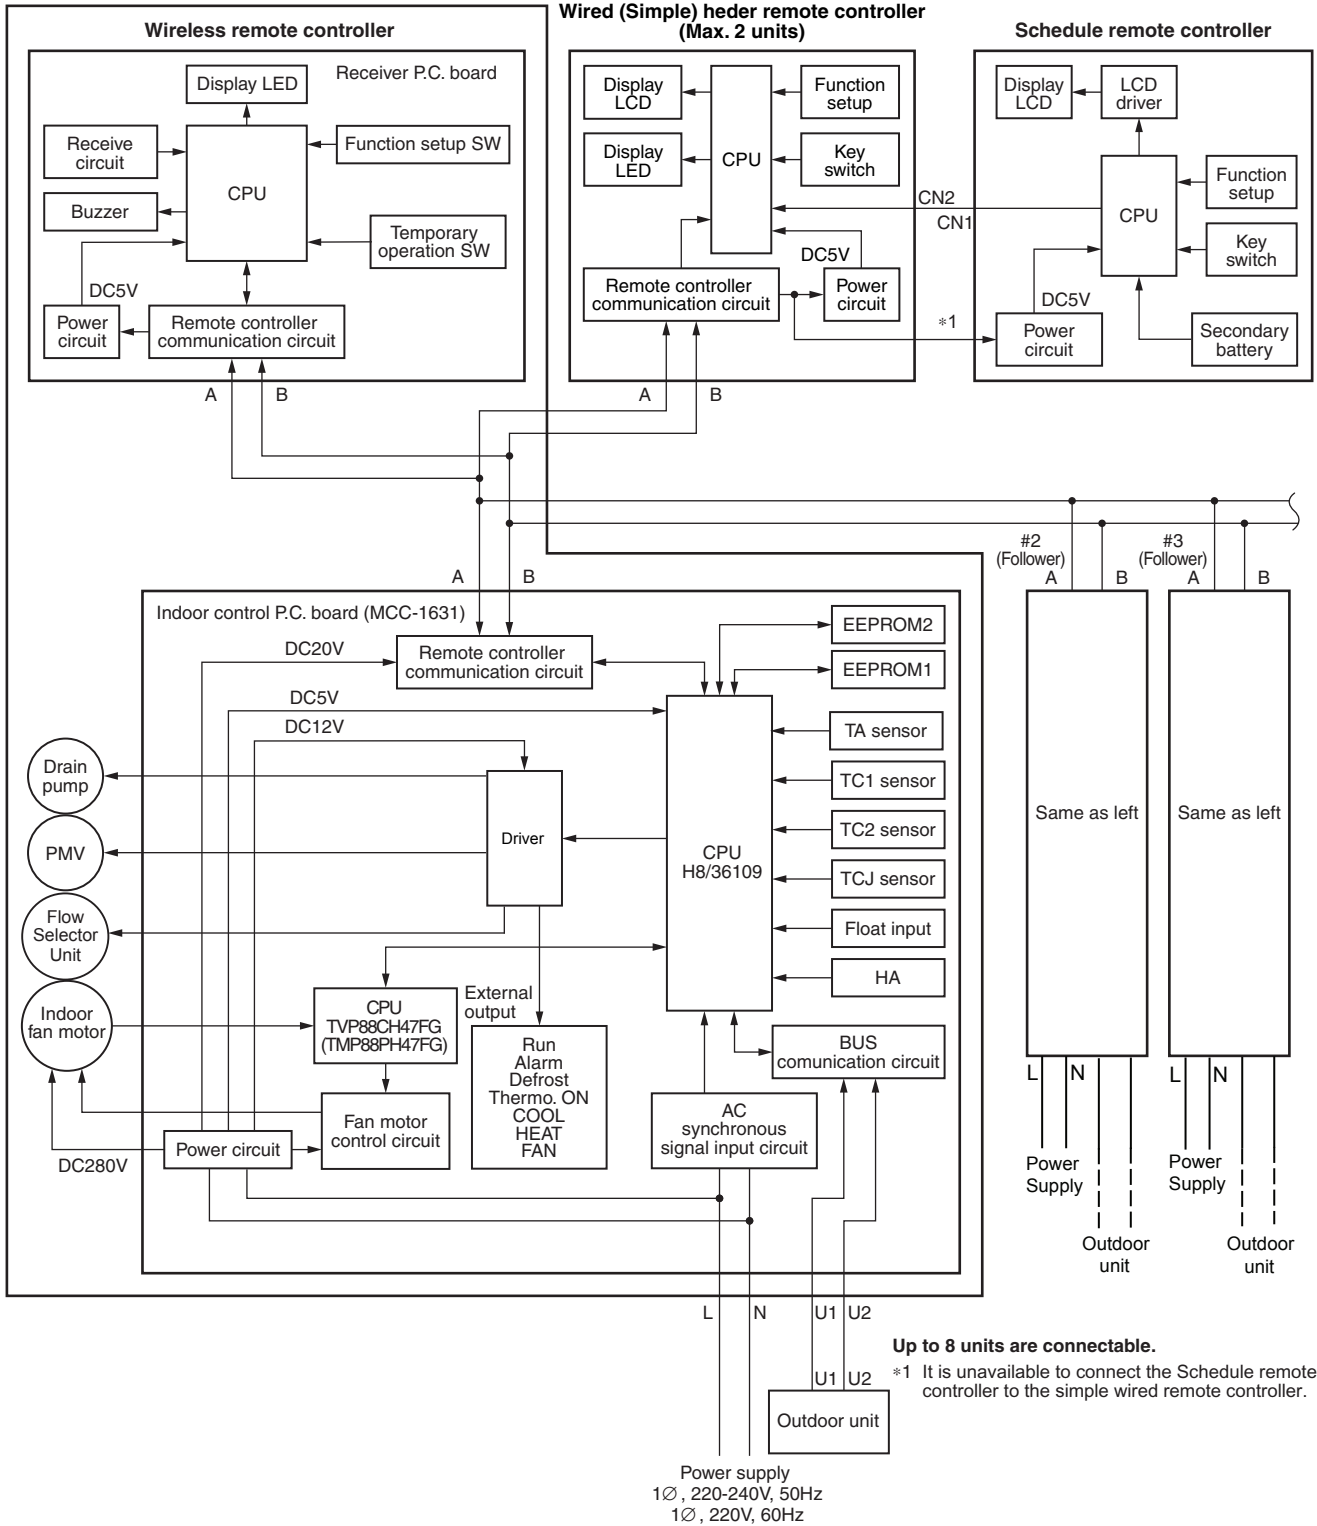 Wireless remote controller
Receiver P.C. board
Display LED
Receive
circuit
CPU
Function setup SW
Buzzer
Temporary
operation SW
DC5V
Power
circuit
Remote controller
communication circuit
A
B
Wired (Simple) heder remote controller
(Max. 2 units)
Display
LCD
CPU
Function
setup
Display
LED
Key
switch
DC5V
Remote controller
communication circuit
Power
circuit
A
B
CN2
CN1
*1
Schedule remote controller
Display
LCD
LCD
driver
CPU
Function
setup
Key
switch
DC5V
Power
circuit
Secondary
battery
A
B
Indoor control P.C. board (MCC-1631)
DC20V
Remote controller
communication circuit
DC5V
DC12V
EEPROM2
EEPROM1
TA sensor
TC1 sensor
TC2 sensor
TCJ sensor
Float input
HA
CPU
H8/36109
Driver
Drain
pump
PMV
Flow
Selector
Unit
Indoor
fan motor
CPU
TVP88CH47FG
(TMP88PH47FG)
External
output
Run
Alarm
Defrost
Thermo. ON
COOL
HEAT
FAN
BUS
comunication circuit
AC
synchronous
signal input circuit
Fan motor
control circuit
Power circuit
DC280V
#2
(Follower)
A
B
Same as left
L
N
Power
Supply
Outdoor
unit
#3
(Follower)
A
B
Same as left
L
N
Power
Supply
Outdoor
unit
L
N
U1
U2
U1
U2
Outdoor unit
Power supply
1∅ , 220-240V, 50Hz
1∅ , 220V, 60Hz
Up to 8 units are connectable.
*1 It is unavailable to connect the Schedule remote
controller to the simple wired remote controller.